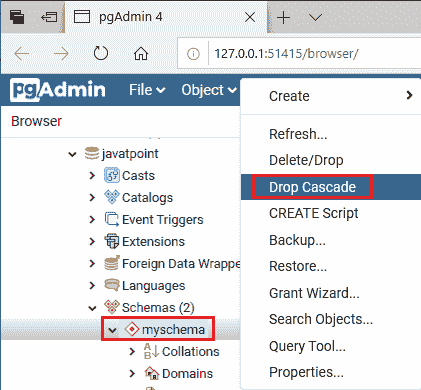 pgAdmin 4
127.0.0.1:51415/browser/
pgAdmin File Object
Browser
javatpoint
Casts
Catalogs
Event Triggers
Extensions
Foreign Data Wrappe
Languages
Schemas (2)
myschema
Collations
Domains
Create
Refresh...
Delete/Drop
Drop Cascade
CREATE Script
Backup...
Restore...
Grant Wizard...
Search Objects...
Query Tool...
Properties...